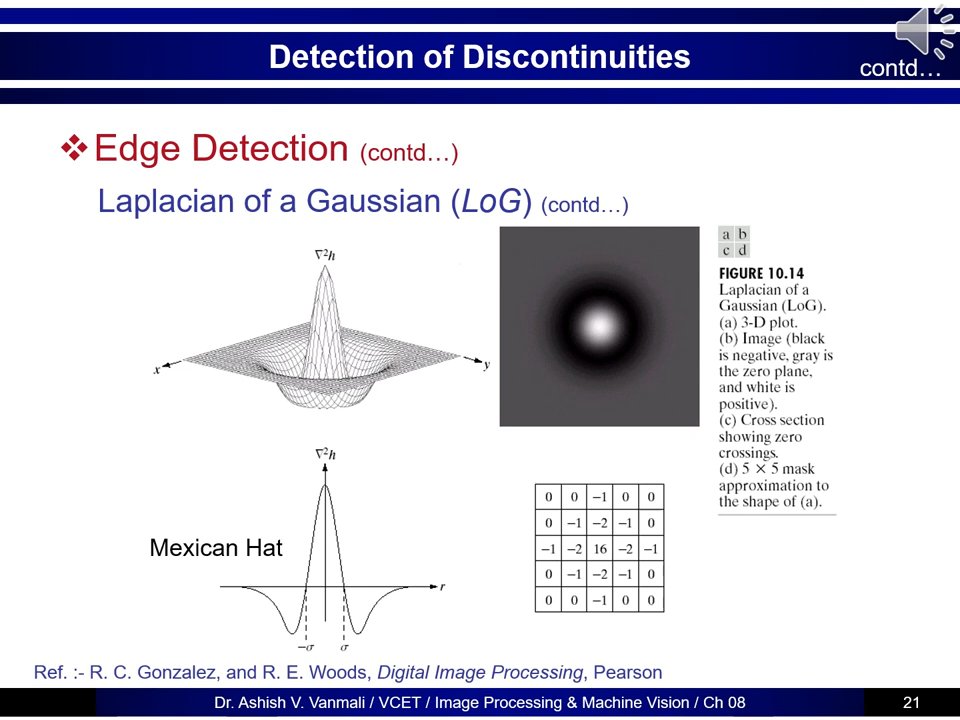 Detection of Discontinuities
contd…
❖Edge Detection (contd…)
Laplacian of a Gaussian (LoG) (contd…)
∇²h
x
y
a b
c d
FIGURE 10.14
Laplacian of a
Gaussian (LoG).
(a) 3-D plot.
(b) Image (black
is negative, gray is
the zero plane,
and white is
positive).
(c) Cross section
showing zero
crossings.
(d) 5 × 5 mask
approximation to
the shape of (a).
∇²h
Mexican Hat
r
−σ σ
0 0 −1 0 0
0 −1 −2 −1 0
−1 −2 16 −2 −1
0 −1 −2 −1 0
0 0 −1 0 0
Ref. :- R. C. Gonzalez, and R. E. Woods, Digital Image Processing, Pearson
Dr. Ashish V. Vanmali / VCET / Image Processing & Machine Vision / Ch 08
21